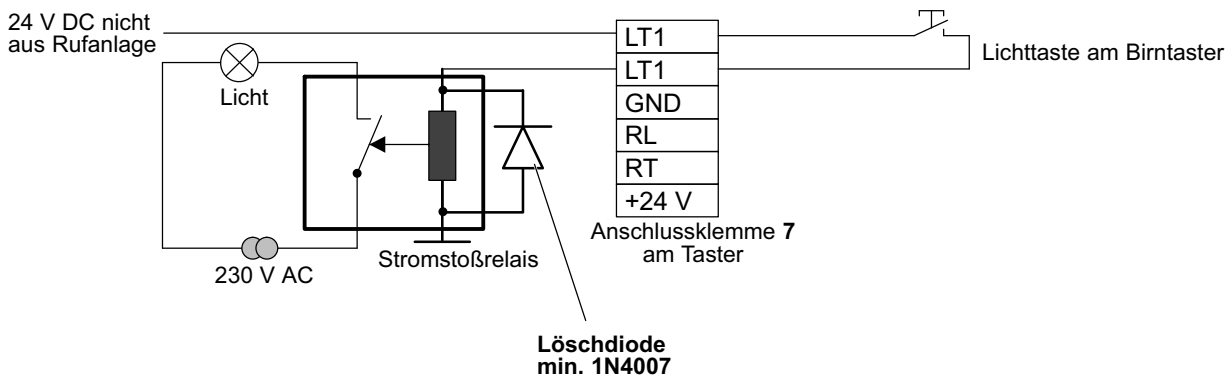 24 V DC nicht
aus Rufanlage
Licht
230 V AC
Stromstoßrelais
Löschdiode
min. 1N4007
LT1
LT1
GND
RL
RT
+24 V
Anschlussklemme 7
am Taster
Lichttaste am Birntaster